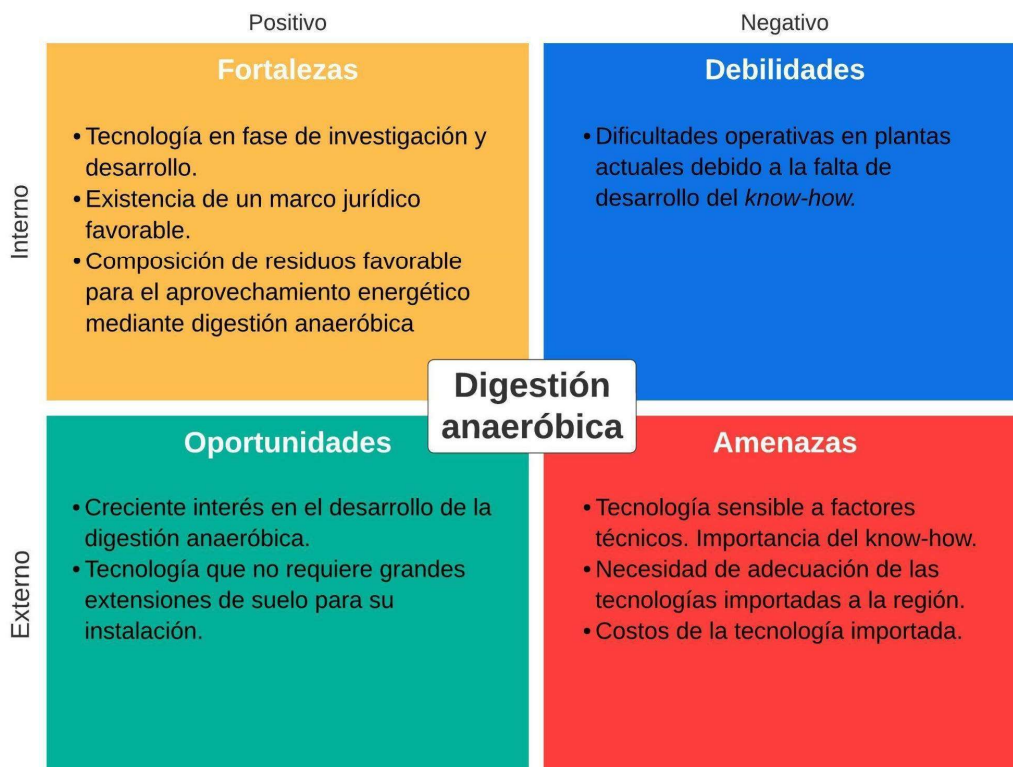 Positivo
Negativo
Interno
Fortalezas
• Tecnología en fase de investigación y
desarrollo.
• Existencia de un marco jurídico
favorable.
• Composición de residuos favorable
para el aprovechamiento energético
mediante digestión anaeróbica
Debilidades
• Dificultades operativas en plantas
actuales debido a la falta de
desarrollo del know-how.
Digestión
anaeróbica
Externo
Oportunidades
• Creciente interés en el desarrollo de la
digestión anaeróbica.
• Tecnología que no requiere grandes
extensiones de suelo para su
instalación.
Amenazas
• Tecnología sensible a factores
técnicos. Importancia del know-how.
• Necesidad de adecuación de las
tecnologías importadas a la región.
• Costos de la tecnología importada.